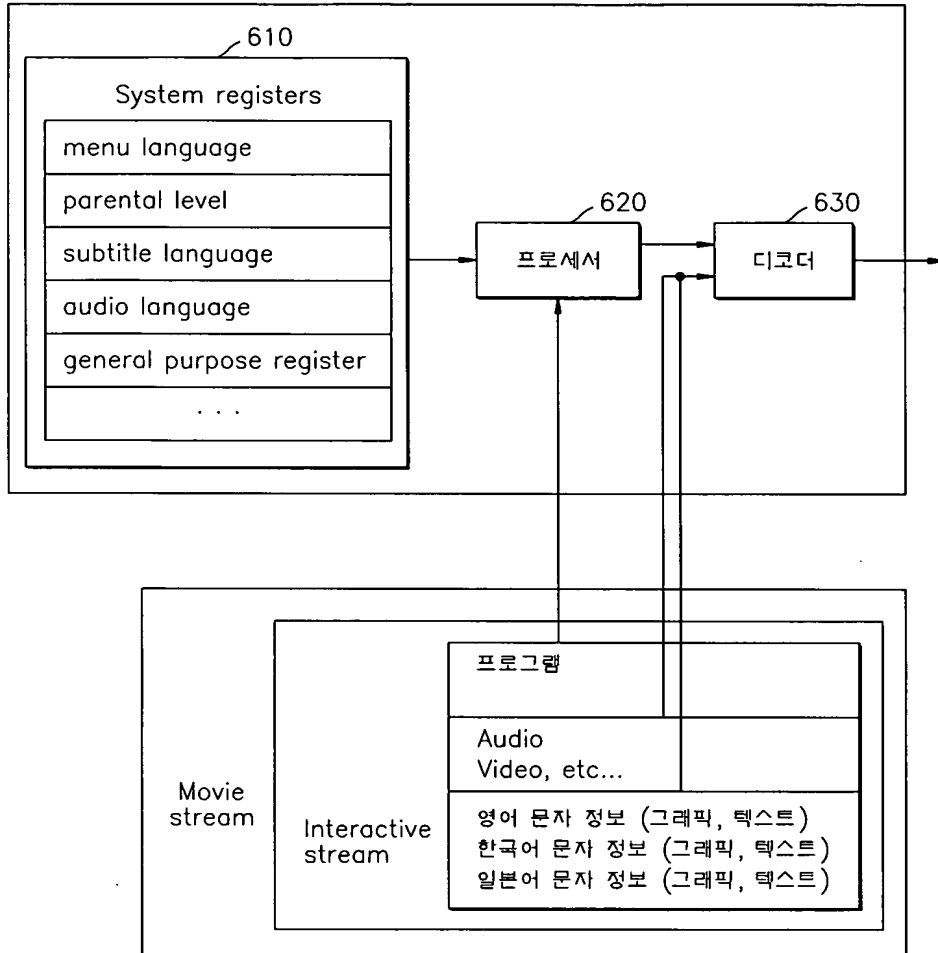 610
System registers
menu language
parental level
subtitle language
audio language
general purpose register
. . .
620
프로세서
630
디코더
Movie
stream
Interactive
stream
프로그램
Audio
Video, etc...
영어 문자 정보 (그래픽, 텍스트)
한국어 문자 정보 (그래픽, 텍스트)
일본어 문자 정보 (그래픽, 텍스트)